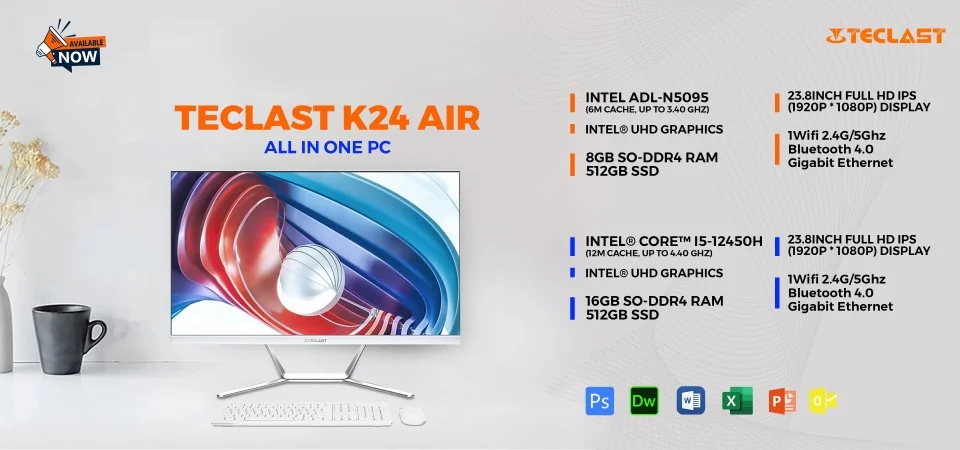 AVAILABLE
NOW
TECLAST
TECLAST K24 AIR
ALL IN ONE PC
TECLAST
INTEL ADL-N5095
(6M CACHE, UP TO 3.40 GHZ)
INTEL® UHD GRAPHICS
8GB SO-DDR4 RAM
512GB SSD
23.8INCH FULL HD IPS
(1920P * 1080P) DISPLAY
1Wifi 2.4G/5Ghz
Bluetooth 4.0
Gigabit Ethernet
INTEL® CORE™ I5-12450H
(12M CACHE, UP TO 4.40 GHZ)
INTEL® UHD GRAPHICS
16GB SO-DDR4 RAM
512GB SSD
23.8INCH FULL HD IPS
(1920P * 1080P) DISPLAY
1Wifi 2.4G/5Ghz
Bluetooth 4.0
Gigabit Ethernet
Ps Dw W X P O